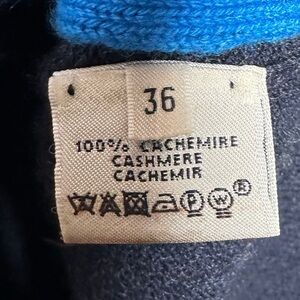 36
100% CACHEMIRE
CASHMERE
CACHEMIR
P W ®